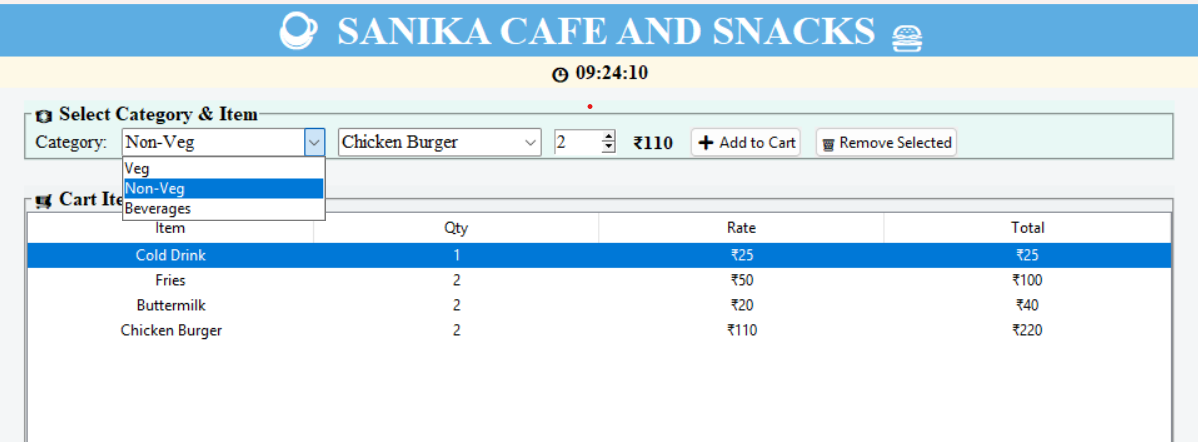 SANIKA CAFE AND SNACKS
09:24:10
Select Category & Item
Category: Non-Veg Chicken Burger 2 ₹110 Add to Cart Remove Selected
Veg
Non-Veg
Beverages
Cart Ite
Item Qty Rate Total
Cold Drink 1 ₹25 ₹25
Fries 2 ₹50 ₹100
Buttermilk 2 ₹20 ₹40
Chicken Burger 2 ₹110 ₹220